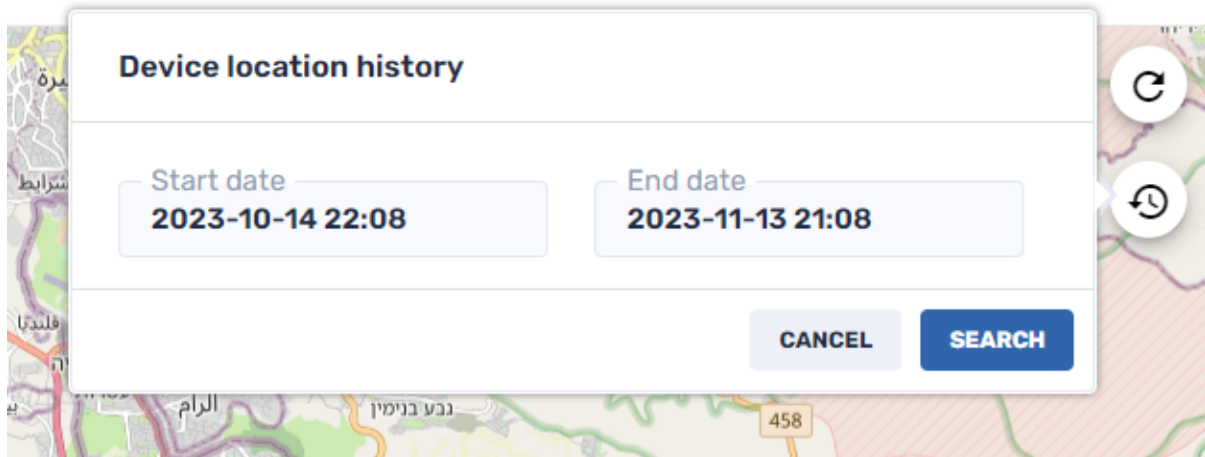 Device location history
Start date
2023-10-14 22:08
End date
2023-11-13 21:08
CANCEL
SEARCH
قلنديا
الرام
גבע בנימין
458